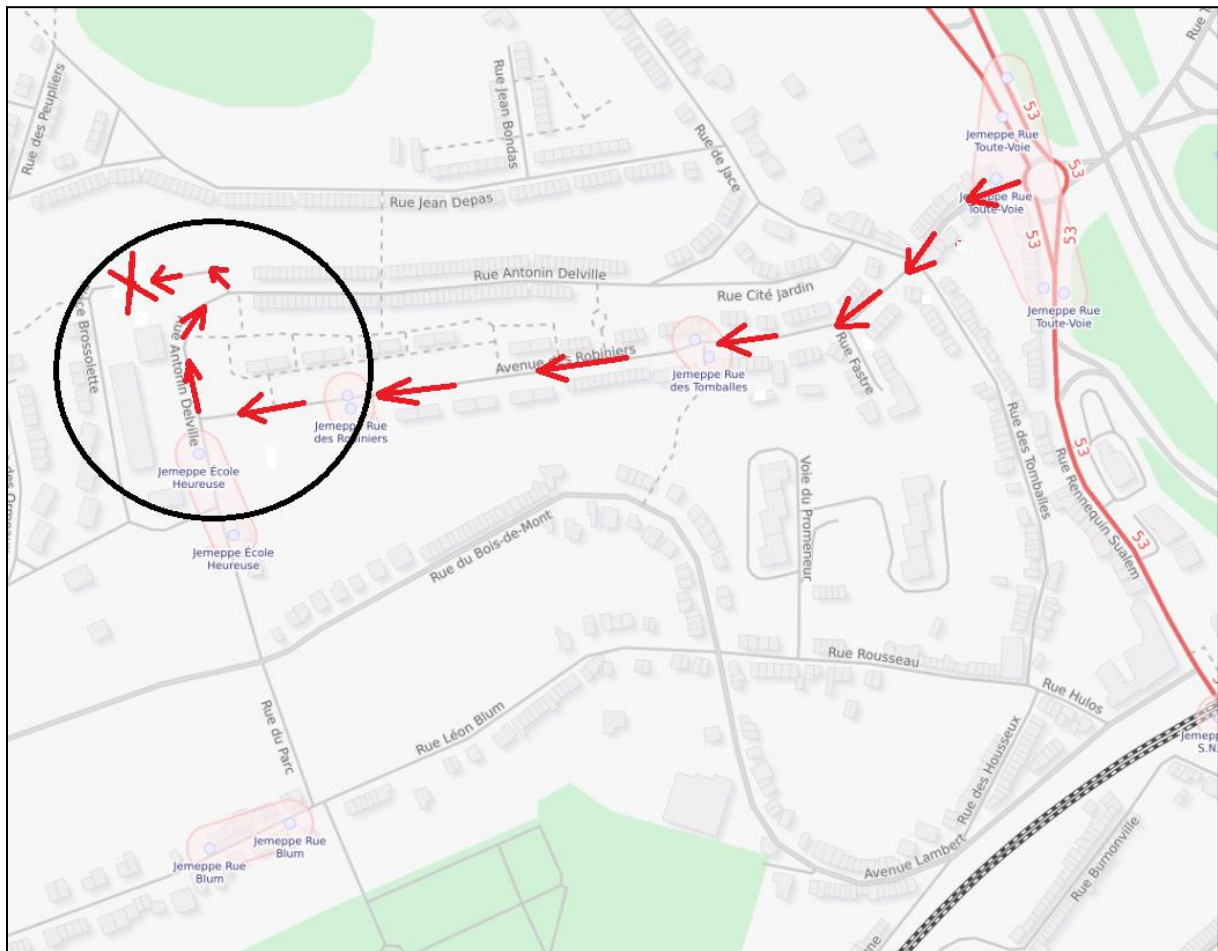 Rue des Peupliers
Rue Jean Bondas
Rue de Jace
53
Jemeppe Rue
Toute-Voie
53
Jemeppe Rue
Toute-Voie
Rue Jean Depas
53
53
Rue Antonin Delville
Rue Cité Jardin
Jemeppe Rue
Toute-Voie
X
Brossolette
Rue Antonin Delville
Avenue des Robiniers
Rue Fastre
Jemeppe Rue
des Tomballes
Jemeppe Rue
des Robiniers
Rue des Tomballes
53
Rue Rennequin Sualem
Jemeppe École
Heureuse
Voie du Promeneur
Jemeppe École
Heureuse
Rue du Bois-de-Mont
53
Rue Rousseau
Rue Hulos
Rue du Parc
Rue Léon Blum
Rue des Housseux
Jemeppe Rue
Blum
Jemeppe Rue
Blum
Avenue Lambert
Rue Burnonville